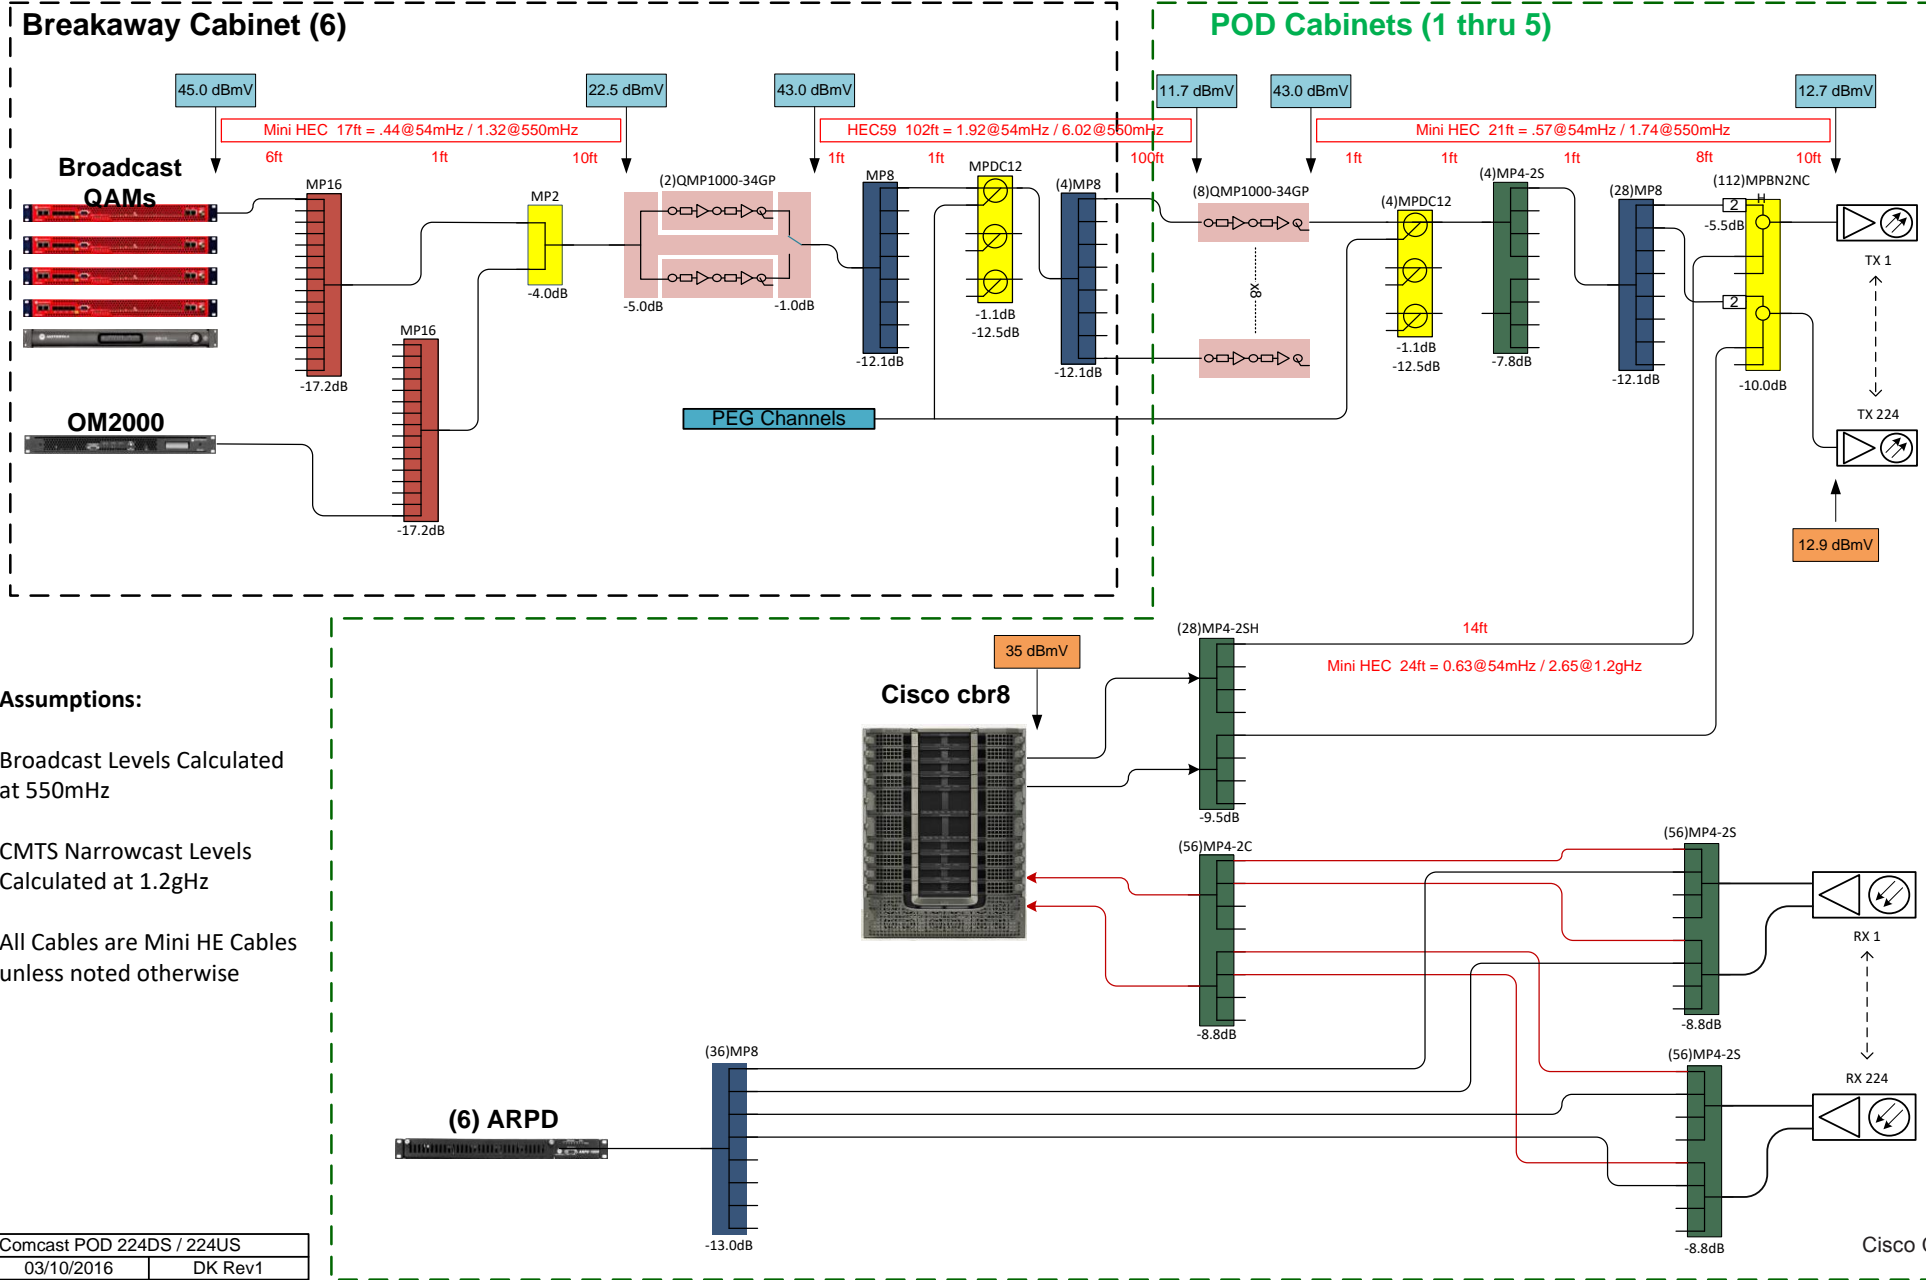 Breakaway Cabinet (6)
POD Cabinets (1 thru 5)
45.0 dBmV
22.5 dBmV
43.0 dBmV
11.7 dBmV
43.0 dBmV
12.7 dBmV
Mini HEC 17ft = .44@54mHz / 1.32@550mHz
HEC59 102ft = 1.92@54mHz / 6.02@550mHz
Mini HEC 21ft = .57@54mHz / 1.74@550mHz
6ft
1ft
10ft
1ft
1ft
100ft
1ft
1ft
1ft
8ft
10ft
Broadcast
QAMs
MP16
MP2
(2)QMP1000-34GP
MP8
MPDC12
(4)MP8
(8)QMP1000-34GP
(4)MPDC12
(4)MP4-2S
(28)MP8
(112)MPBN2NC
H
2
-5.5dB
2
TX 1
-4.0dB
-5.0dB
-1.0dB
-1.1dB
-12.5dB
x8
-17.2dB
MP16
-12.1dB
-12.1dB
-1.1dB
-12.5dB
-7.8dB
-12.1dB
-10.0dB
OM2000
PEG Channels
TX 224
-17.2dB
12.9 dBmV
(28)MP4-2SH
14ft
35 dBmV
Mini HEC 24ft = 0.63@54mHz / 2.65@1.2gHz
Cisco cbr8
Assumptions:
Broadcast Levels Calculated
at 550mHz
CMTS Narrowcast Levels
Calculated at 1.2gHz
All Cables are Mini HE Cables
unless noted otherwise
-9.5dB
(56)MP4-2C
(56)MP4-2S
RX 1
-8.8dB
-8.8dB
(36)MP8
(56)MP4-2S
RX 224
(6) ARPD
-13.0dB
-8.8dB
Comcast POD 224DS / 224US
03/10/2016
DK Rev1
Cisco